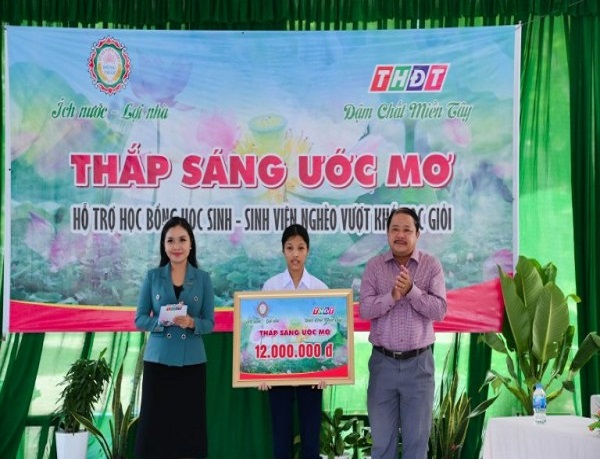 THĐT
Ích nước - Lợi nhà
Đậm Chất Miền Tây
THẮP SÁNG ƯỚC MƠ
HỖ TRỢ HỌC BỔNG HỌC SINH - SINH VIÊN NGHÈO VƯỢT KHÓ HỌC GIỎI
THĐT
THẮP SÁNG ƯỚC MƠ
12.000.000 đ